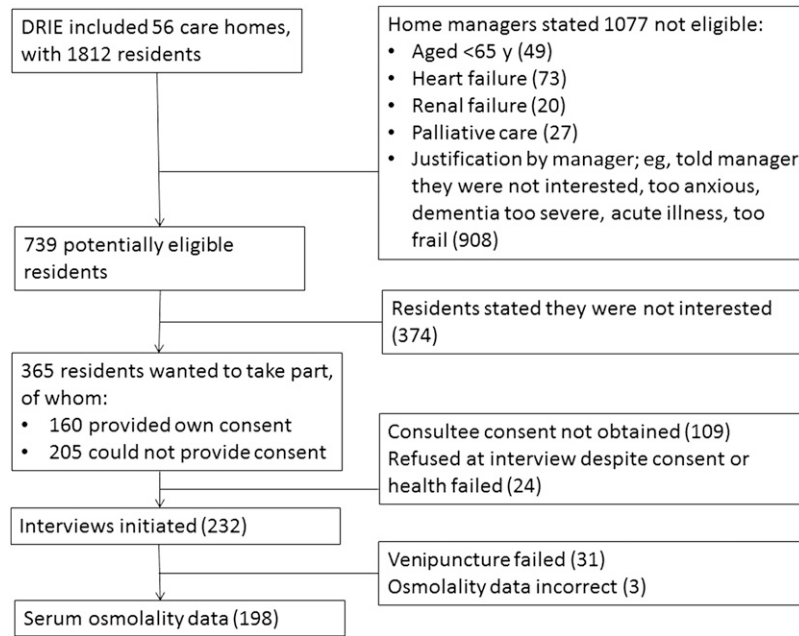 DRIE included 56 care homes,
with 1812 residents
Home managers stated 1077 not eligible:
• Aged <65 y (49)
• Heart failure (73)
• Renal failure (20)
• Palliative care (27)
• Justification by manager; eg, told manager
they were not interested, too anxious,
dementia too severe, acute illness, too
frail (908)
739 potentially eligible
residents
Residents stated they were not interested
(374)
365 residents wanted to take part,
of whom:
• 160 provided own consent
• 205 could not provide consent
Consultee consent not obtained (109)
Refused at interview despite consent or
health failed (24)
Interviews initiated (232)
Venipuncture failed (31)
Osmolality data incorrect (3)
Serum osmolality data (198)